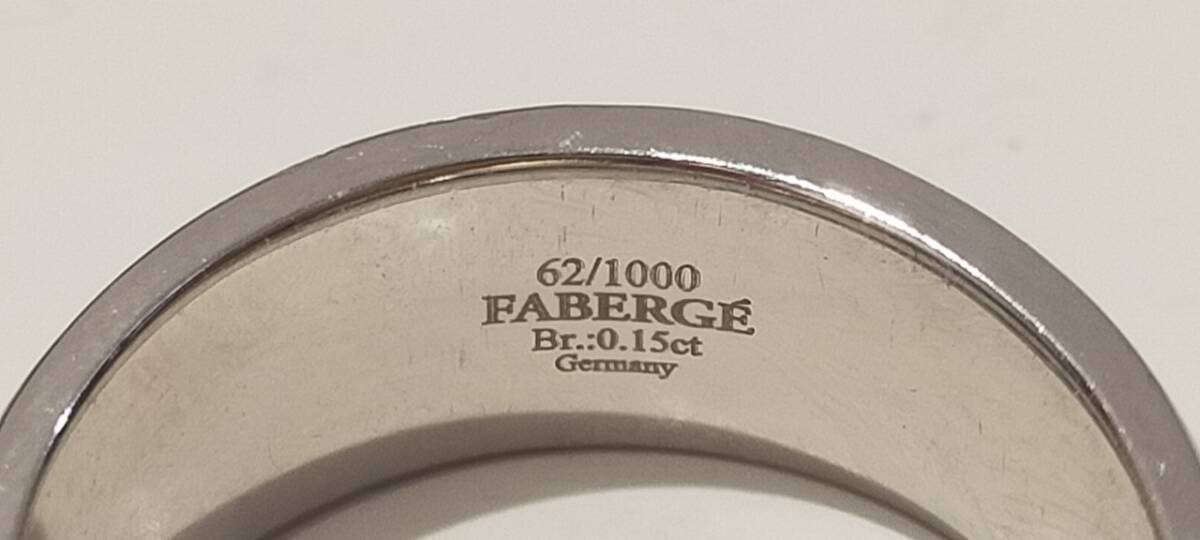 62/1000
FABERGÉ
Br.:0.15ct
Germany